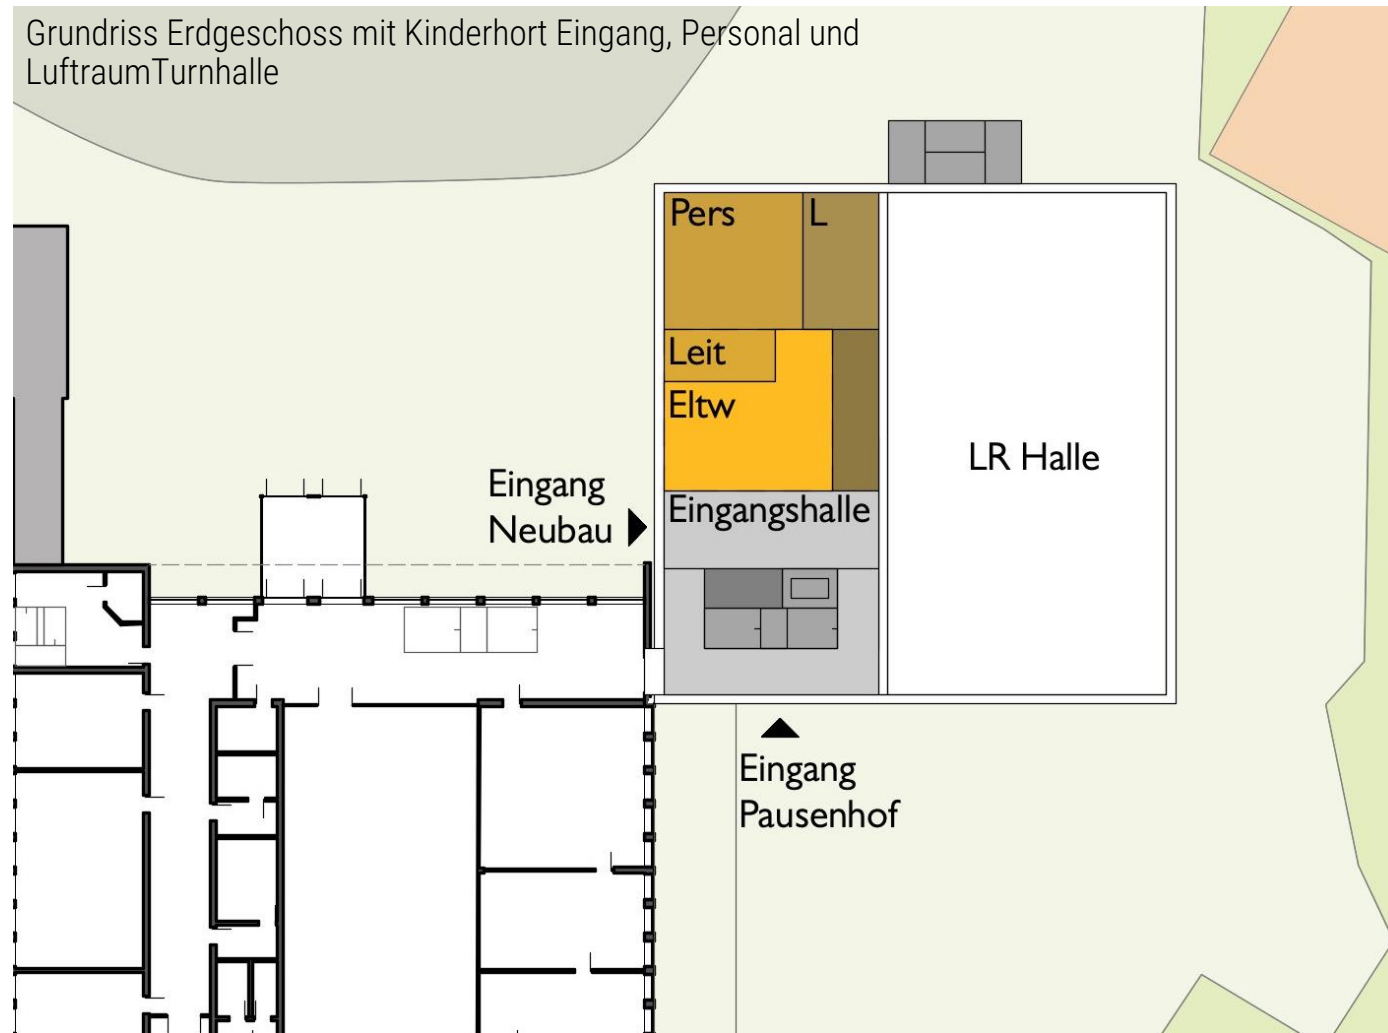 Grundriss Erdgeschoss mit Kinderhort Eingang, Personal und
LuftraumTurnhalle
Pers
L
Leit
Eltw
LR Halle
Eingang
Neubau
Eingangshalle
Eingang
Pausenhof